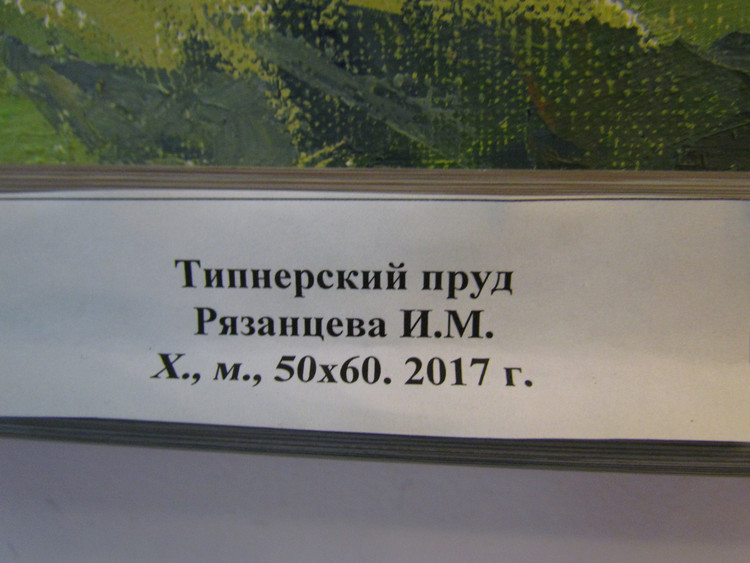 Типнерский пруд
Рязанцева И.М.
Х., м., 50х60. 2017 г.